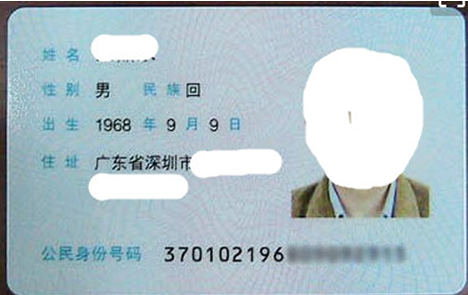 姓名
性别 男 民族 回
出生 1968 年 9 月 9 日
住址 广东省深圳市
公民身份号码 370102196